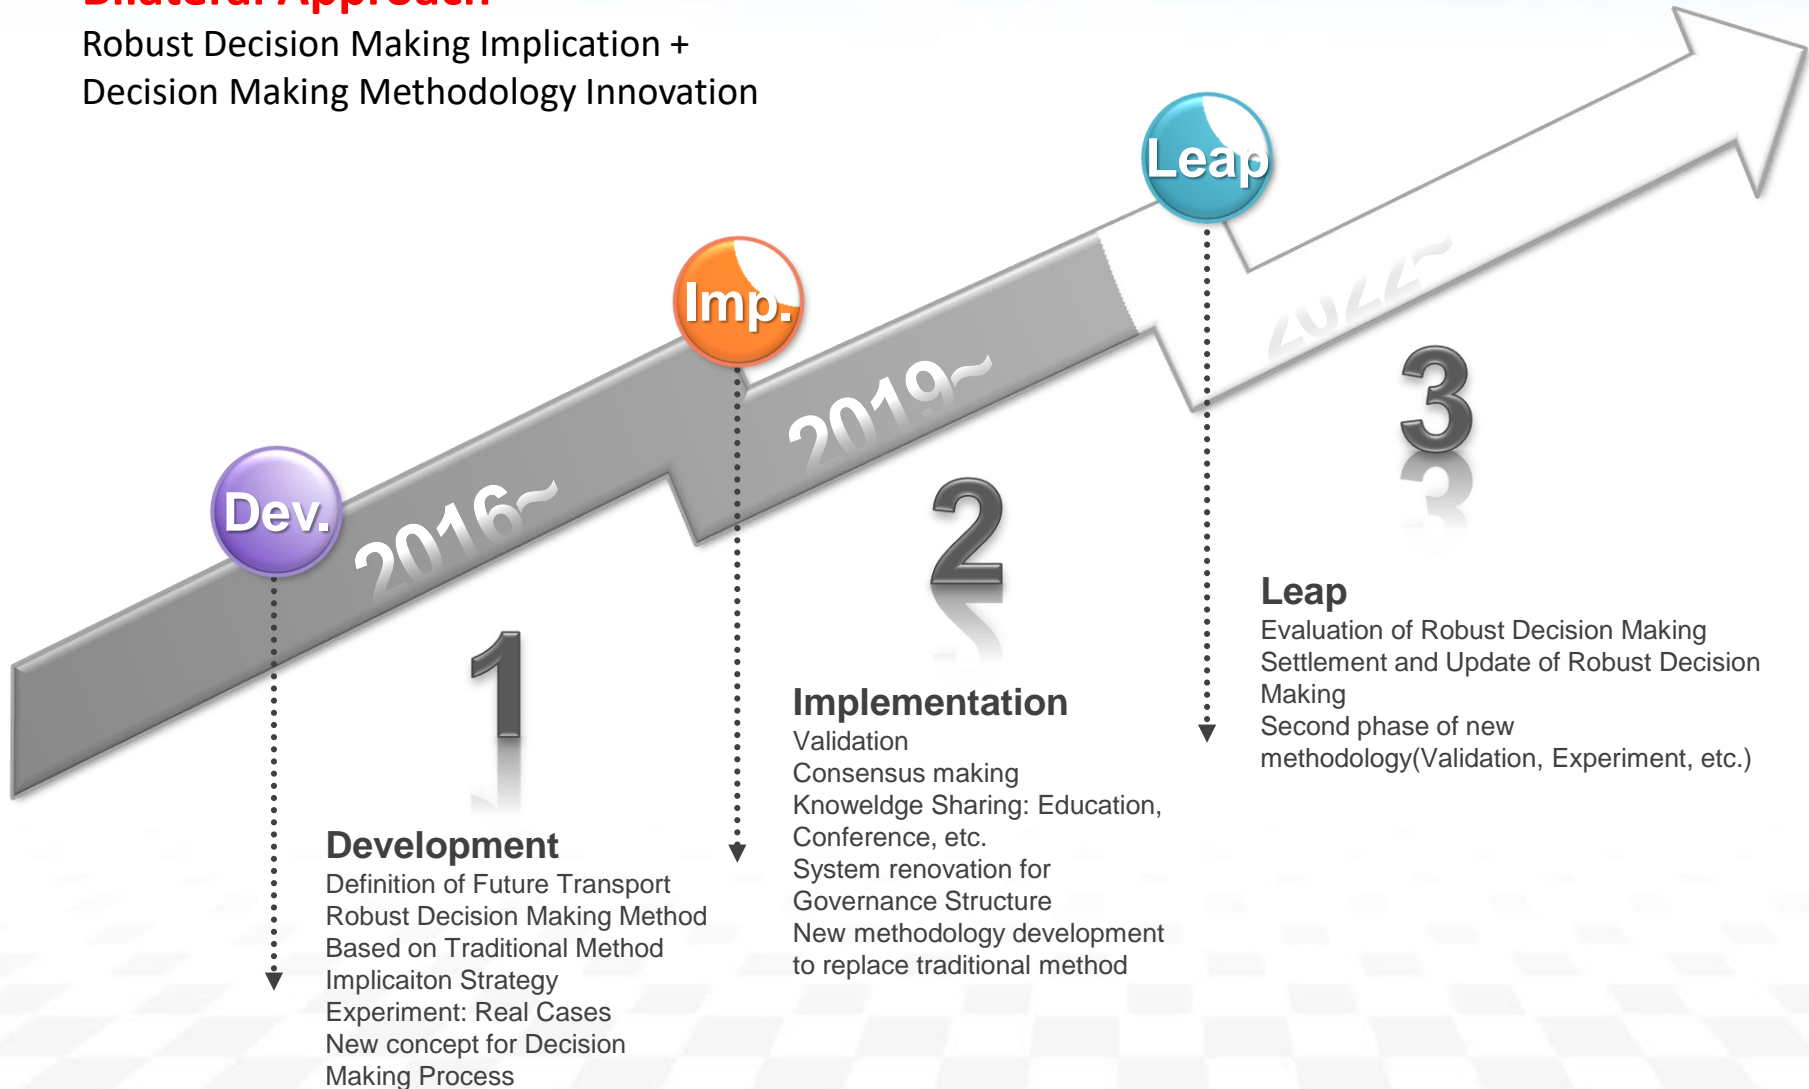 Bilateral Approach
Robust Decision Making Implication +
Decision Making Methodology Innovation
Leap
Imp.
Dev.
2022~
2019~
2016~
3
2
1
Leap
Evaluation of Robust Decision Making
Settlement and Update of Robust Decision
Making
Second phase of new
methodology(Validation, Experiment, etc.)
Implementation
Validation
Consensus making
Knoweldge Sharing: Education,
Conference, etc.
System renovation for
Governance Structure
New methodology development
to replace traditional method
Development
Definition of Future Transport
Robust Decision Making Method
Based on Traditional Method
Implicaiton Strategy
Experiment: Real Cases
New concept for Decision
Making Process